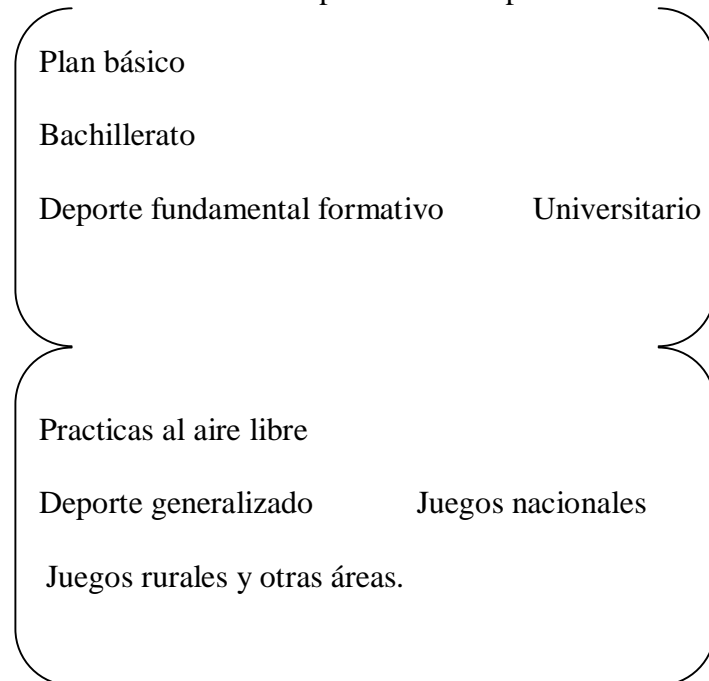 Plan básico
Bachillerato
Deporte fundamental formativo Universitario
Practicas al aire libre
Deporte generalizado Juegos nacionales
Juegos rurales y otras áreas.